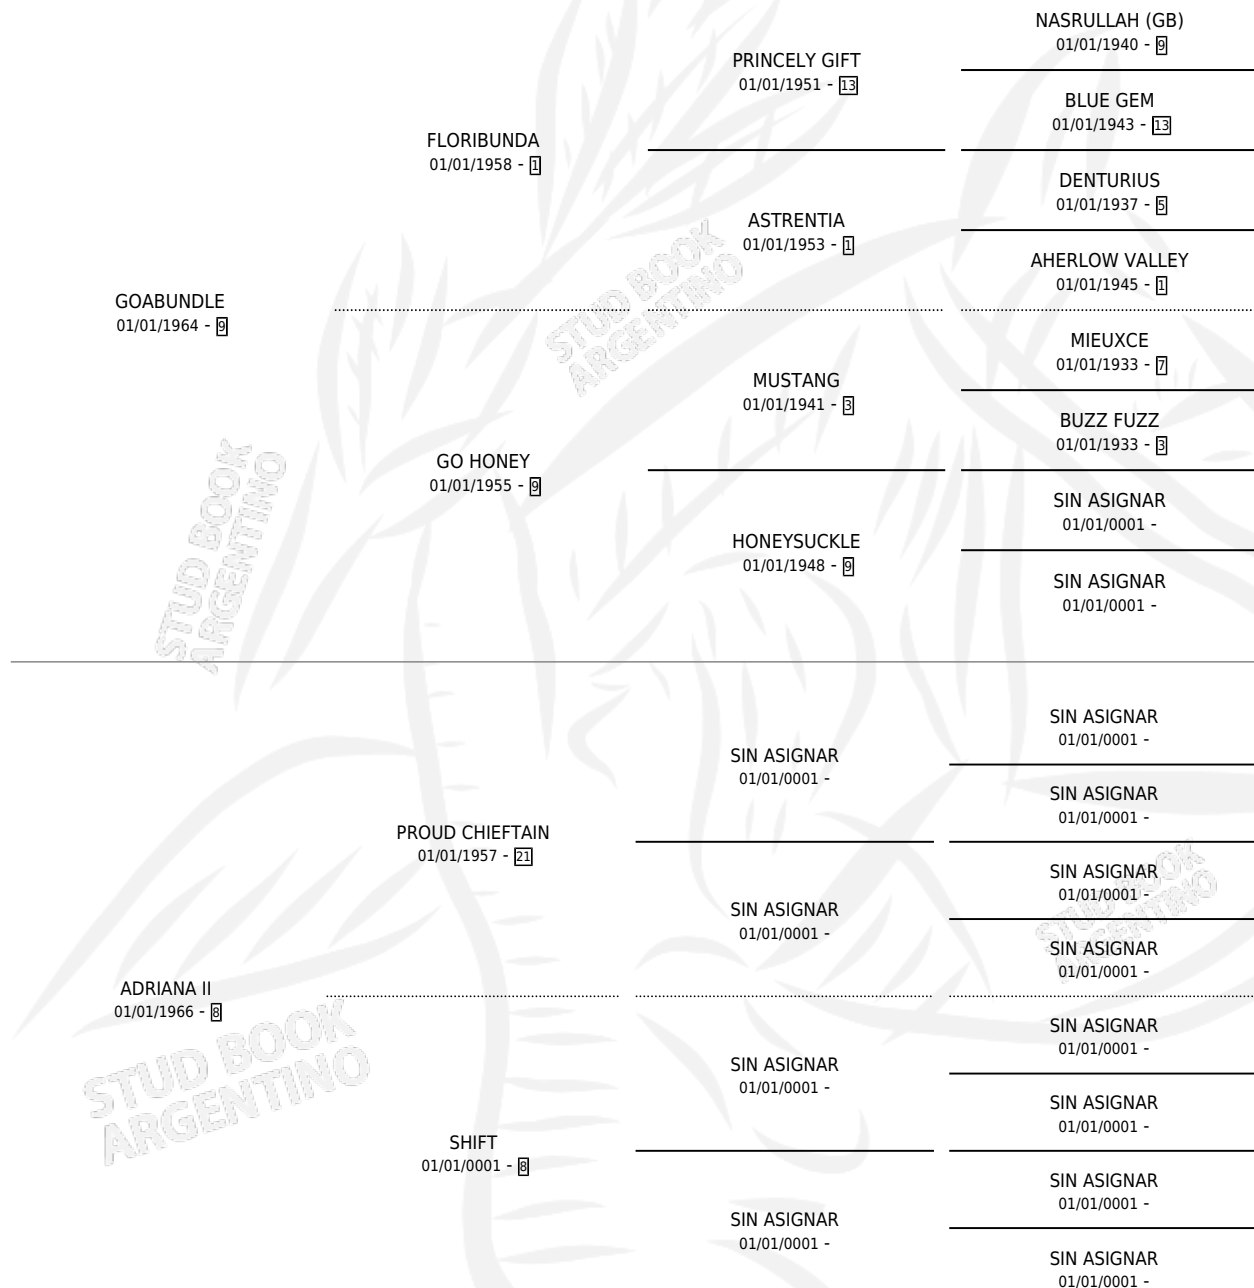 NASRULLAH (GB)
01/01/1940 - 9
PRINCELY GIFT
01/01/1951 - 13
BLUE GEM
01/01/1943 - 13
FLORIBUNDA
01/01/1958 - 1
DENTURIUS
01/01/1937 - 5
ASTRENTIA
01/01/1953 - 1
AHERLOW VALLEY
01/01/1945 - 1
GOABUNDLE
01/01/1964 - 9
MIEUXCE
01/01/1933 - 7
MUSTANG
01/01/1941 - 3
BUZZ FUZZ
01/01/1933 - 3
GO HONEY
01/01/1955 - 9
SIN ASIGNAR
01/01/0001 -
HONEYSUCKLE
01/01/1948 - 9
SIN ASIGNAR
01/01/0001 -
SIN ASIGNAR
01/01/0001 -
SIN ASIGNAR
01/01/0001 -
SIN ASIGNAR
01/01/0001 -
PROUD CHIEFTAIN
01/01/1957 - 21
SIN ASIGNAR
01/01/0001 -
SIN ASIGNAR
01/01/0001 -
SIN ASIGNAR
01/01/0001 -
ADRIANA II
01/01/1966 - 8
SIN ASIGNAR
01/01/0001 -
SIN ASIGNAR
01/01/0001 -
SIN ASIGNAR
01/01/0001 -
SHIFT
01/01/0001 - 8
SIN ASIGNAR
01/01/0001 -
SIN ASIGNAR
01/01/0001 -
SIN ASIGNAR
01/01/0001 -
STUD BOOK
ARGENTINO
STUD BOOK
ARGENTINO
STUD BOOK
ARGENTINO
STUD BOOK
ARGENTINO